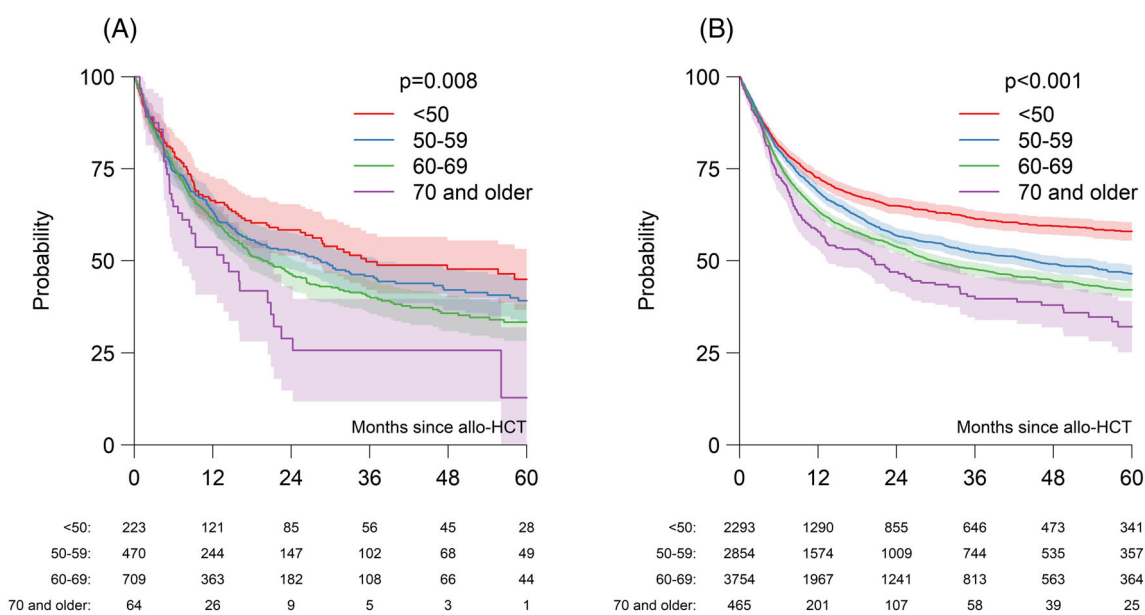 (A)
p=0.008
<50
50-59
60-69
70 and older
Probability
100
75
50
25
0
Months since allo-HCT
0 12 24 36 48 60
<50: 223 121 85 56 45 28
50-59: 470 244 147 102 68 49
60-69: 709 363 182 108 66 44
70 and older: 64 26 9 5 3 1
(B)
p<0.001
<50
50-59
60-69
70 and older
Probability
100
75
50
25
0
Months since allo-HCT
0 12 24 36 48 60
<50: 2293 1290 855 646 473 341
50-59: 2854 1574 1009 744 535 357
60-69: 3754 1967 1241 813 563 364
70 and older: 465 201 107 58 39 25